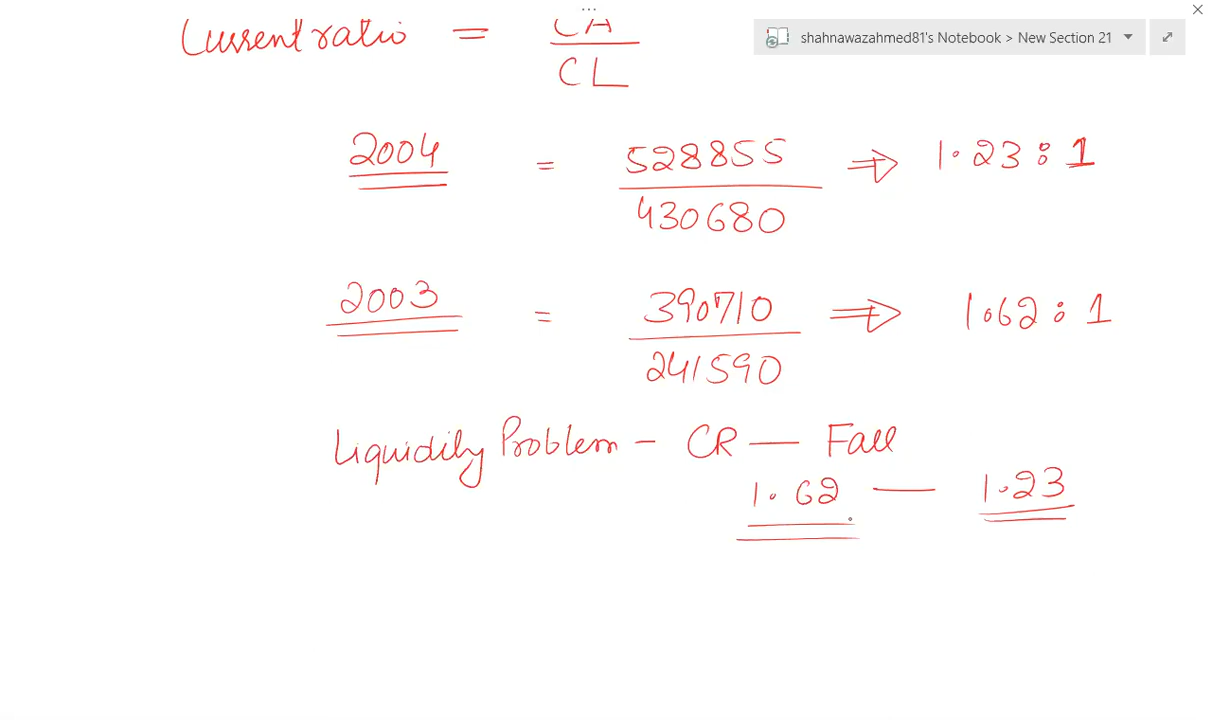 shahnawazahmed81's Notebook > New Section 21
Current ratio = CA
CL
2004 = 528855 ⇒ 1.23 : 1
430680
2003 = 390710 ⇒ 1.62 : 1
241590
Liquidity Problem - CR — Fall
1.62 — 1.23